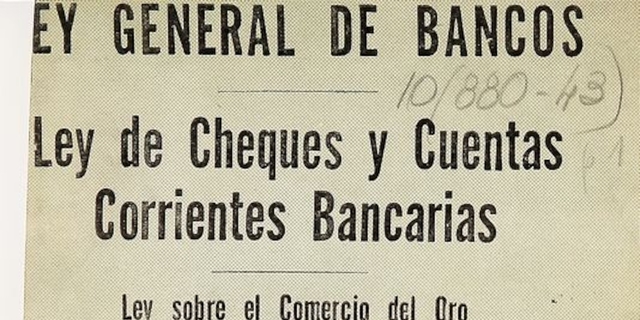 EY GENERAL DE BANCOS
10/880-43)
Ley de Cheques y Cuentas
Corrientes Bancarias
Ley sobre el Comercio del Oro